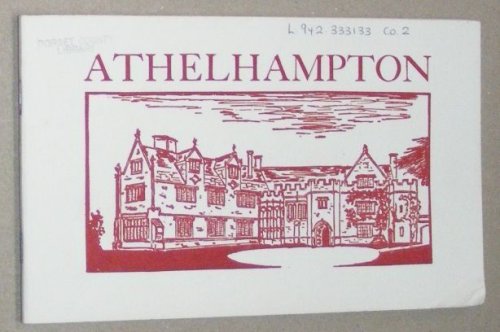 L 942.333133 Co.2
DORSET COUNTY
LIBRARY
ATHELHAMPTON